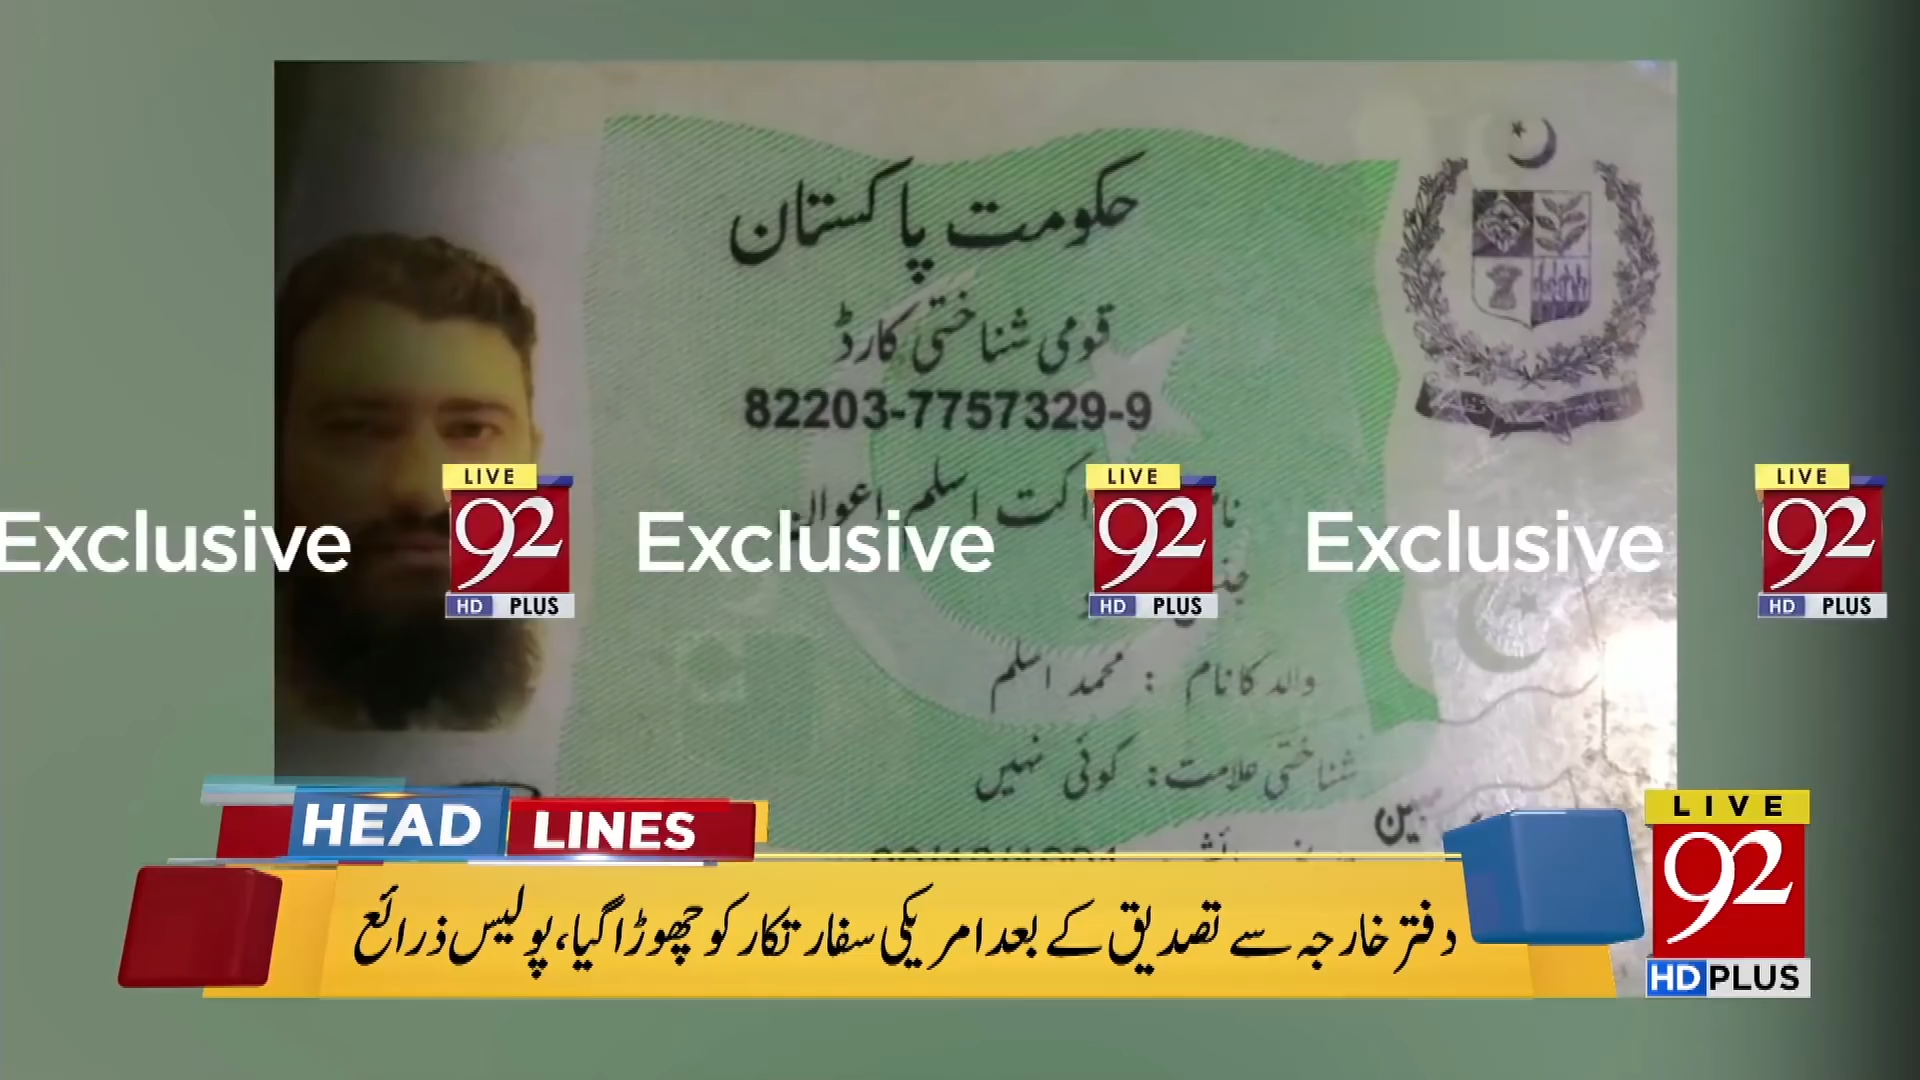 حکومت پاکستان
قومی شناختی کارڈ
82203-7757329-9
اسلم اعوان
والد کا نام : محمد اسلم
شناختی علامت: کوئی نہیں
LIVE
92
HD PLUS
Exclusive
LIVE
92
HD PLUS
Exclusive
LIVE
92
HD PLUS
Exclusive
HEAD LINES
دفتر خارجہ سے تصدیق کے بعد امریکی سفارتکار کو چھوڑا گیا، پولیس ذرائع
LIVE
92
HD PLUS